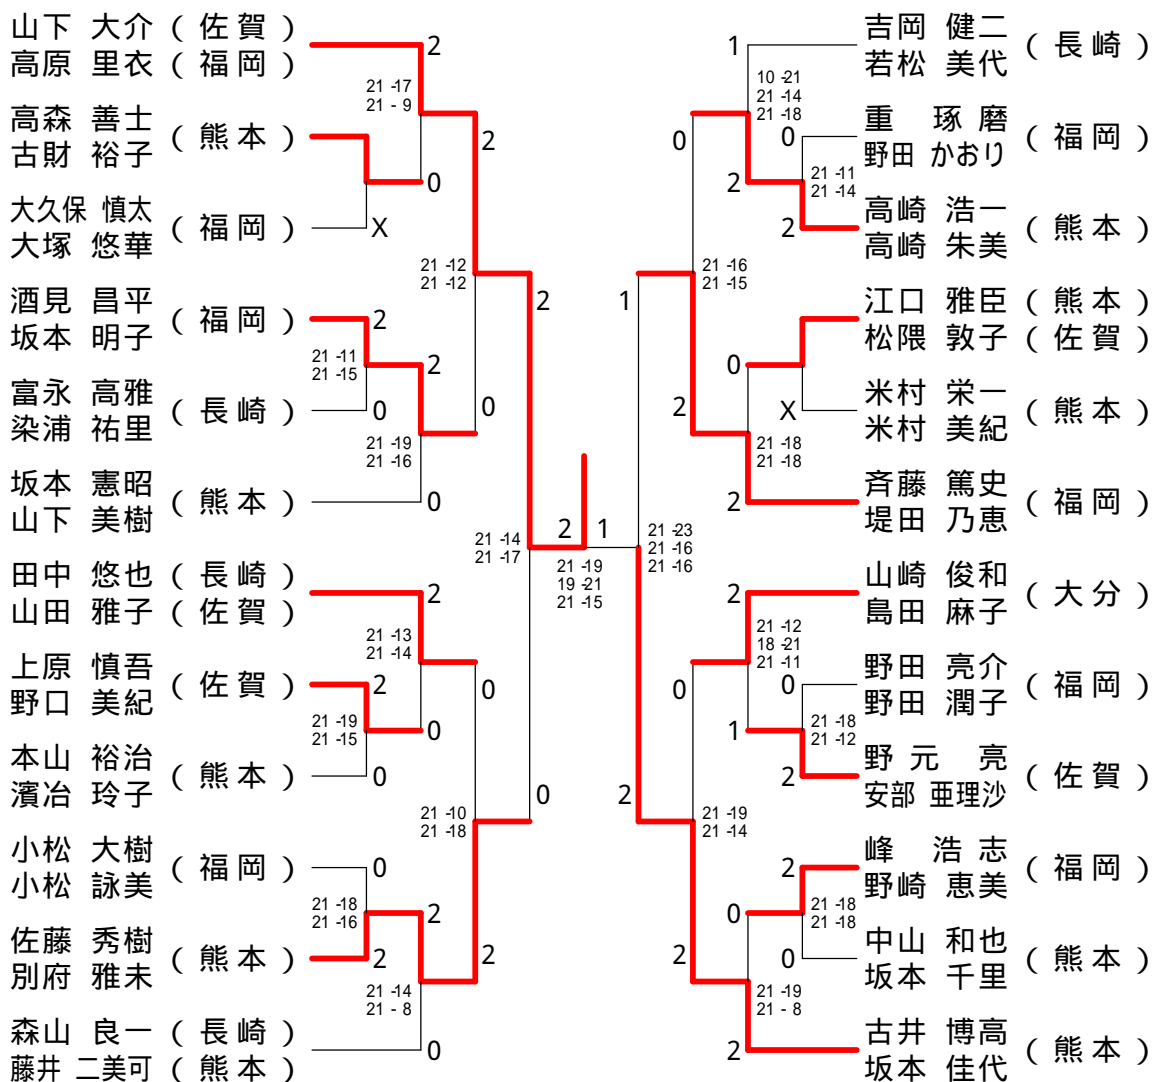 山下 大介 ( 佐賀 )
高原 里衣 ( 福岡 )
2
21 -17
21 - 9
高森 善士
古財 裕子
( 熊本 )
0
2
大久保 慎太
大塚 悠華
( 福岡 )
X
21 -12
21 -12
酒見 昌平
坂本 明子
( 福岡 )
2
21 -11
21 -15
2
富永 高雅
染浦 祐里
( 長崎 )
0
0
21 -19
21 -16
坂本 憲昭
山下 美樹
( 熊本 )
0
2
21 -14
21 -17
田中 悠也 ( 長崎 )
山田 雅子 ( 佐賀 )
2
21 -13
21 -14
上原 慎吾
野口 美紀
( 佐賀 )
2
21 -19
21 -15
0
0
本山 裕治
濱冶 玲子
( 熊本 )
0
21 -10
21 -18
0
小松 大樹
小松 詠美
( 福岡 )
0
21 -18
21 -16
2
佐藤 秀樹
別府 雅未
( 熊本 )
2
2
21 -14
21 - 8
森山 良一 ( 長崎 )
藤井 二美可 ( 熊本 )
0
2
1
21 -19
19 -21
21 -15
1
吉岡 健二
若松 美代
( 長崎 )
10 -21
21 -14
21 -18
0
0
重 琢磨
野田 かおり
( 福岡 )
21 -11
21 -14
2
2
高崎 浩一
高崎 朱美
( 熊本 )
21 -16
21 -15
1
江口 雅臣 ( 熊本 )
松隈 敦子 ( 佐賀 )
0
2
X
米村 栄一
米村 美紀
( 熊本 )
21 -18
21 -18
2
斉藤 篤史
堤田 乃恵
( 福岡 )
21 -23
21 -16
21 -16
2
山崎 俊和
島田 麻子
( 大分 )
21 -12
18 -21
21 -11
0
0
野田 亮介
野田 潤子
( 福岡 )
21 -18
21 -12
1
2
野元 亮
安部 亜理沙
( 佐賀 )
2
21 -19
21 -14
2
峰 浩志
野崎 恵美
( 福岡 )
0
21 -18
21 -18
2
0
中山 和也
坂本 千里
( 熊本 )
21 -19
21 - 8
2
古井 博高
坂本 佳代
( 熊本 )